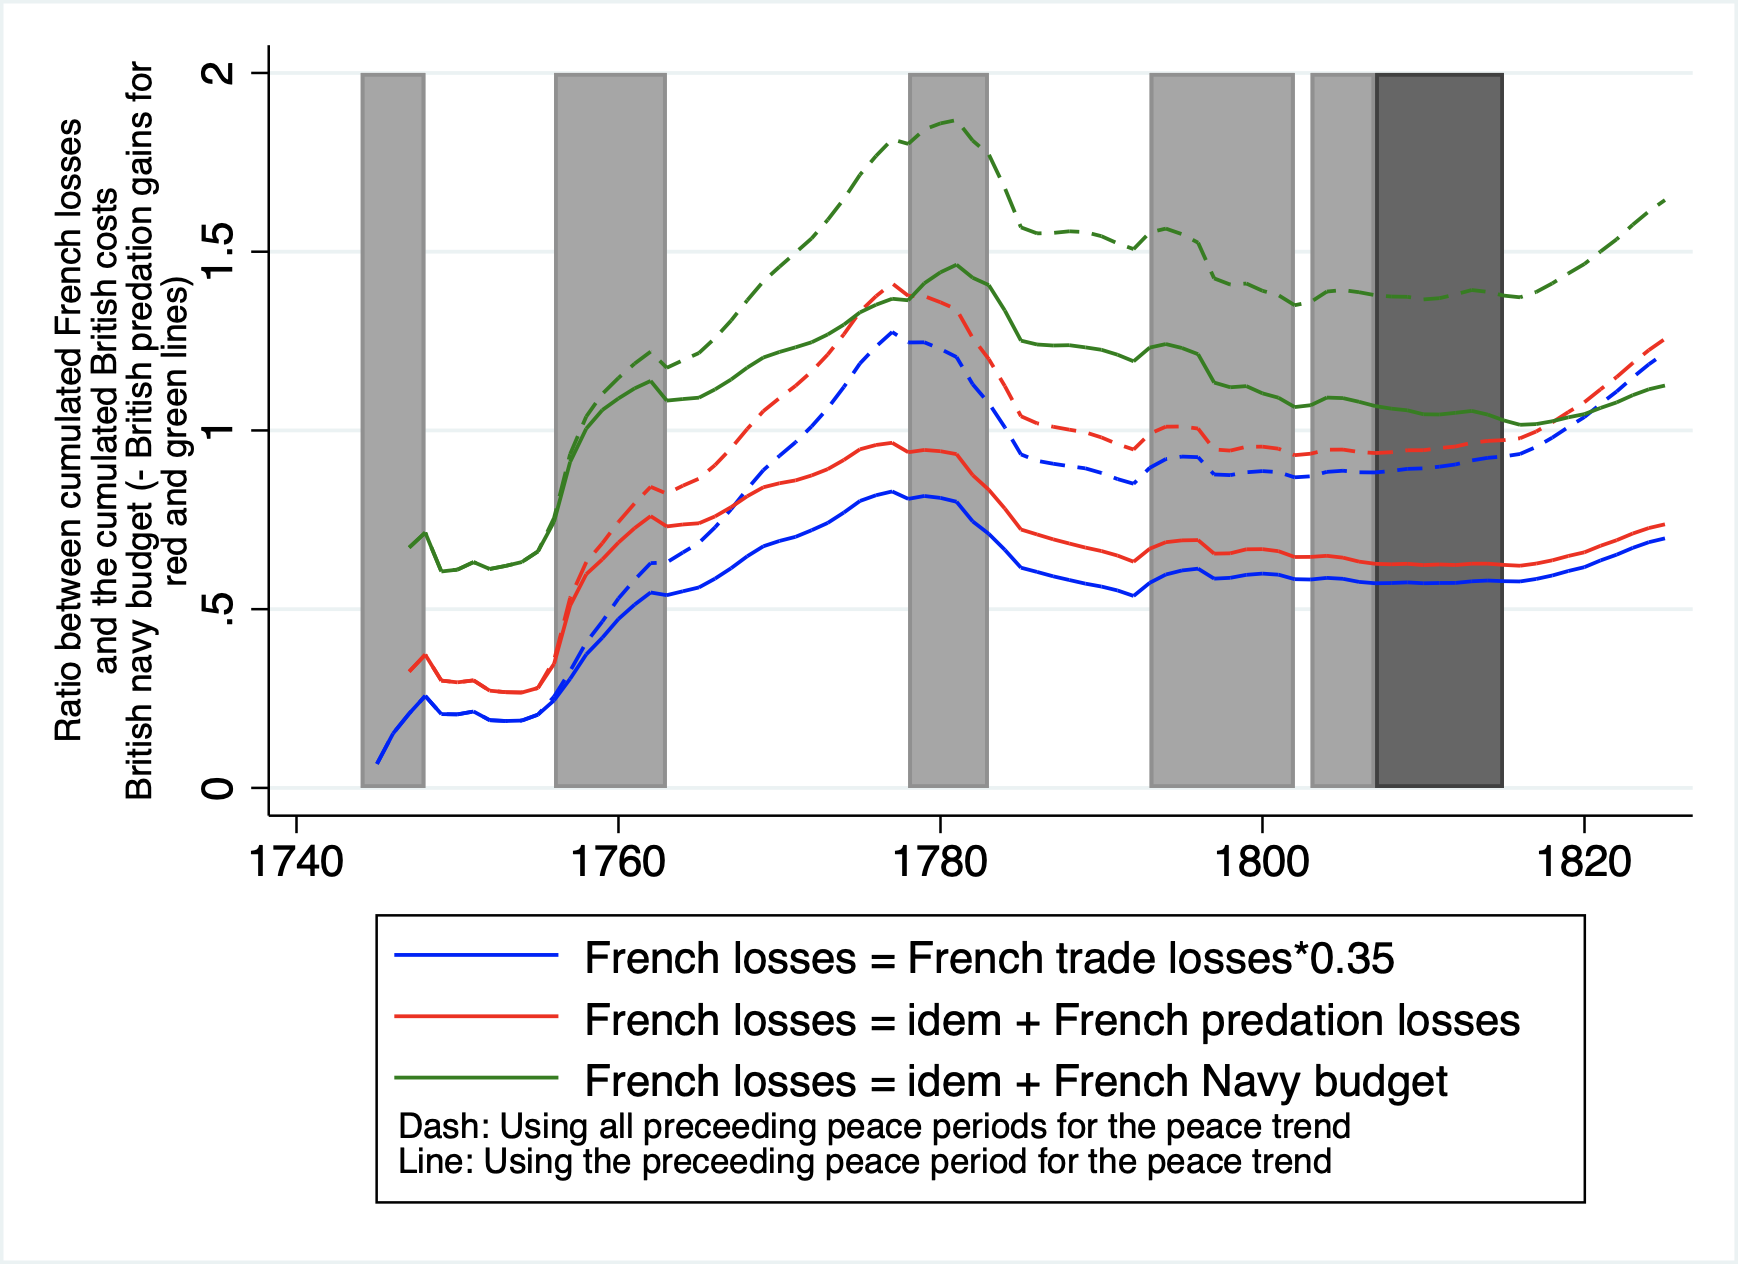 Ratio between cumulated French losses
and the cumulated British costs
British navy budget (- British predation gains for
red and green lines)
2
1.5
1
.5
0
1740
1760
1780
1800
1820
French losses = French trade losses*0.35
French losses = idem + French predation losses
French losses = idem + French Navy budget
Dash: Using all preceeding peace periods for the peace trend
Line: Using the preceeding peace period for the peace trend